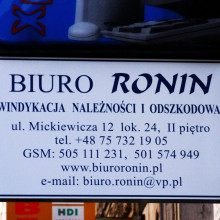 BIURO RONIN
WINDYKACJA NALEŻNOŚCI I ODSZKODOWA
ul. Mickiewicza 12 lok. 24, II piętro
tel. +48 75 732 19 05
GSM: 505 111 231, 501 574 949
www.biuroronin.pl
e-mail: biuro.ronin@vp.pl
HDI